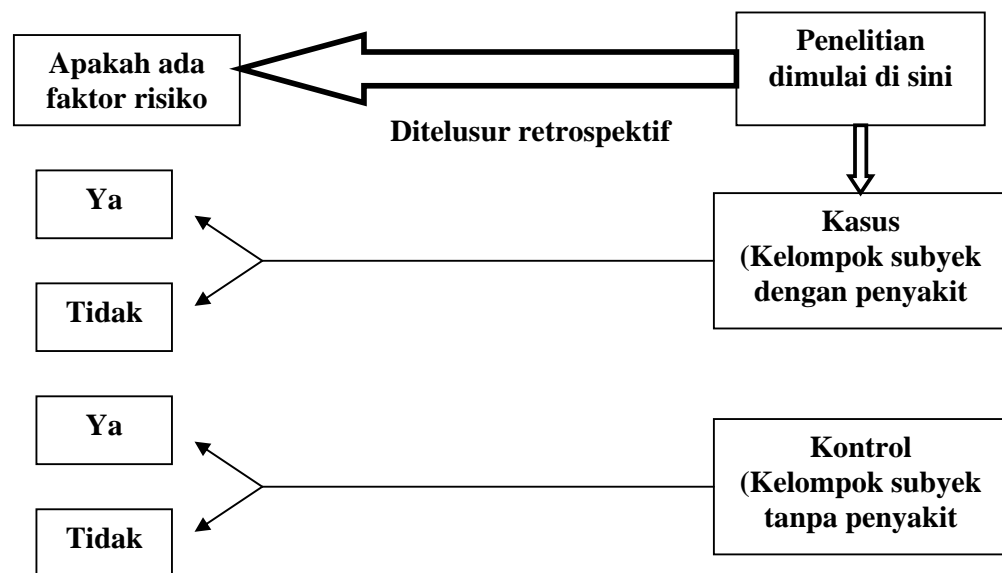 Apakah ada
faktor risiko
Penelitian
dimulai di sini
Ditelusur retrospektif
Ya
Tidak
Kasus
(Kelompok subyek
dengan penyakit
Ya
Tidak
Kontrol
(Kelompok subyek
tanpa penyakit